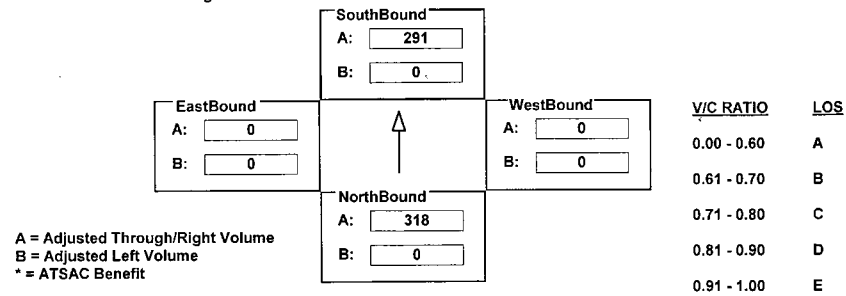 SouthBound
A: 291
B: 0
EastBound
A: 0
B: 0
WestBound
A: 0
B: 0
NorthBound
A: 318
B: 0
A = Adjusted Through/Right Volume
B = Adjusted Left Volume
* = ATSAC Benefit
V/C RATIO LOS
0.00 - 0.60 A
0.61 - 0.70 B
0.71 - 0.80 C
0.81 - 0.90 D
0.91 - 1.00 E